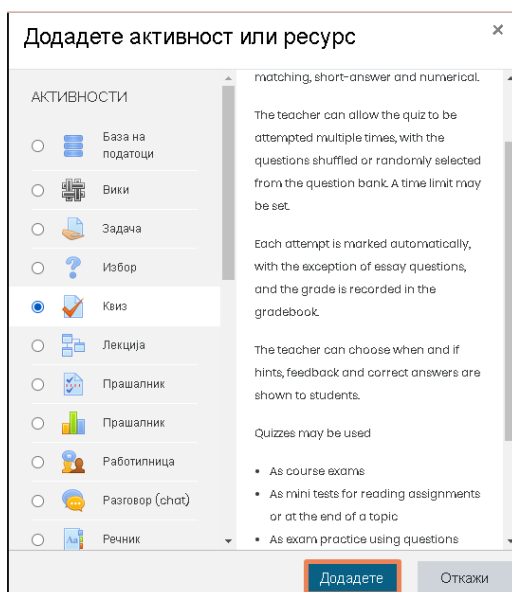 Додадете активност или ресурс
×
АКТИВНОСТИ
База на
податоци
Вики
Задача
Избор
Квиз
Лекција
Прашалник
Прашалник
Работилница
Разговор (chat)
Речник
matching, short-answer and numerical.
The teacher can allow the quiz to be
attempted multiple times, with the
questions shuffled or randomly selected
from the question bank. A time limit may
be set.
Each attempt is marked automatically,
with the exception of essay questions,
and the grade is recorded in the
gradebook.
The teacher can choose when and if
hints, feedback and correct answers are
shown to students.
Quizzes may be used
• As course exams
• As mini tests for reading assignments
or at the end of a topic
• As exam practice using questions
Додадете
Откажи